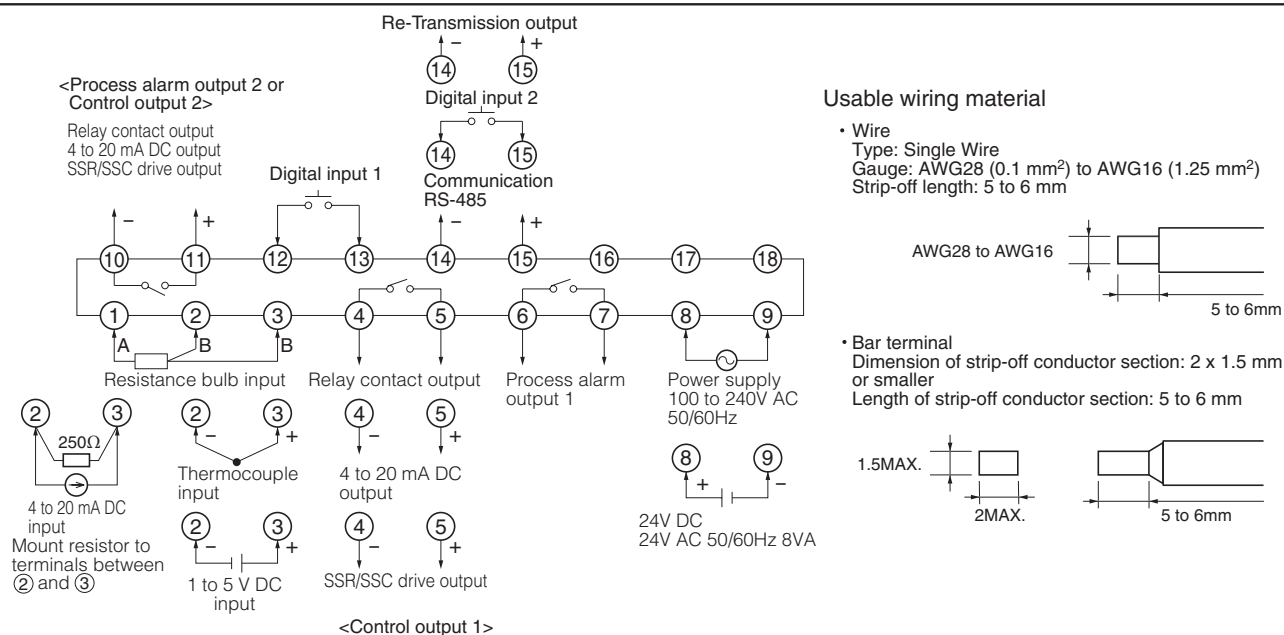 Re-Transmission output
− +
14 15
Digital input 2
14 15
Communication
RS-485
− +
<Process alarm output 2 or
Control output 2>
Relay contact output
4 to 20 mA DC output
SSR/SSC drive output
− +
Digital input 1
10 11 12 13 14 15 16 17 18
1 2 3 4 5 6 7 8 9
A B B
Resistance bulb input
Relay contact output
Process alarm
output 1
Power supply
100 to 240V AC
50/60Hz
2 3
250Ω
4 to 20 mA DC
input
Mount resistor to
terminals between
2 and 3
2 3
− +
Thermocouple
input
2 3
− +
1 to 5 V DC
input
4 5
− +
4 to 20 mA DC
output
4 5
− +
SSR/SSC drive output
<Control output 1>
8 9
+ −
24V DC
24V AC 50/60Hz 8VA
Usable wiring material
• Wire
Type: Single Wire
Gauge: AWG28 (0.1 mm²) to AWG16 (1.25 mm²)
Strip-off length: 5 to 6 mm
AWG28 to AWG16
5 to 6mm
• Bar terminal
Dimension of strip-off conductor section: 2 x 1.5 mm
or smaller
Length of strip-off conductor section: 5 to 6 mm
1.5MAX.
2MAX.
5 to 6mm